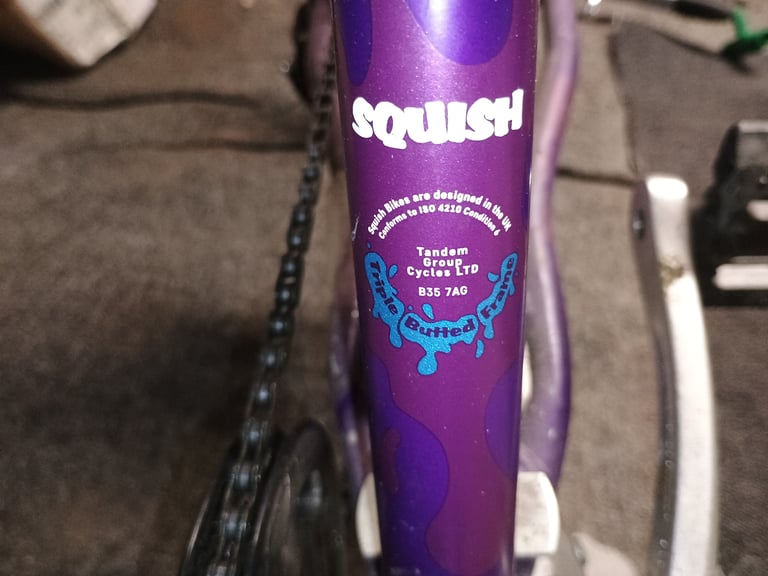 SQUISH
Squish Bikes are designed in the UK
Conforms to ISO 4210 Condition 6
Tandem
Group
Cycles LTD
B35 7AG
Triple Butted Frame